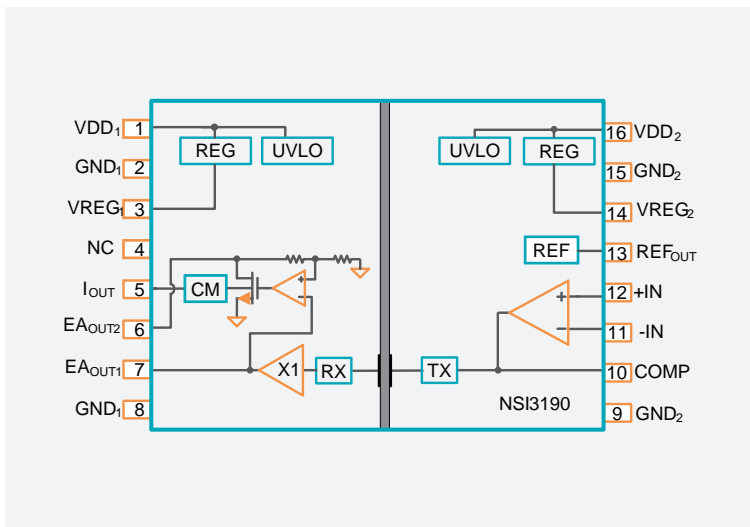 VDD₁ 1
GND₁ 2
VREG₁ 3
NC 4
IOUT 5
EAOUT2 6
EAOUT1 7
GND₁ 8
REG UVLO
CM
+
−
X1 RX
UVLO REG
REF
+
−
TX
NSI3190
16 VDD₂
15 GND₂
14 VREG₂
13 REFOUT
12 +IN
11 -IN
10 COMP
9 GND₂